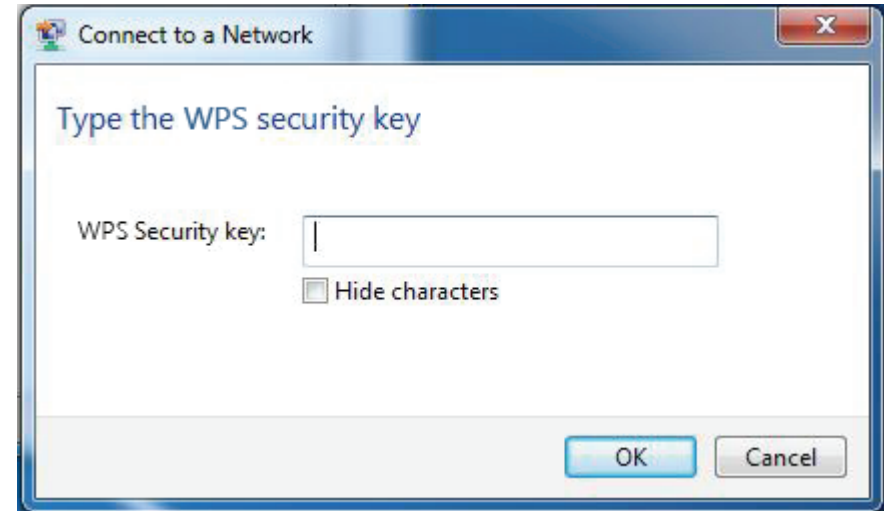 Connect to a Network
Type the WPS security key
WPS Security key:
Hide characters
OK Cancel